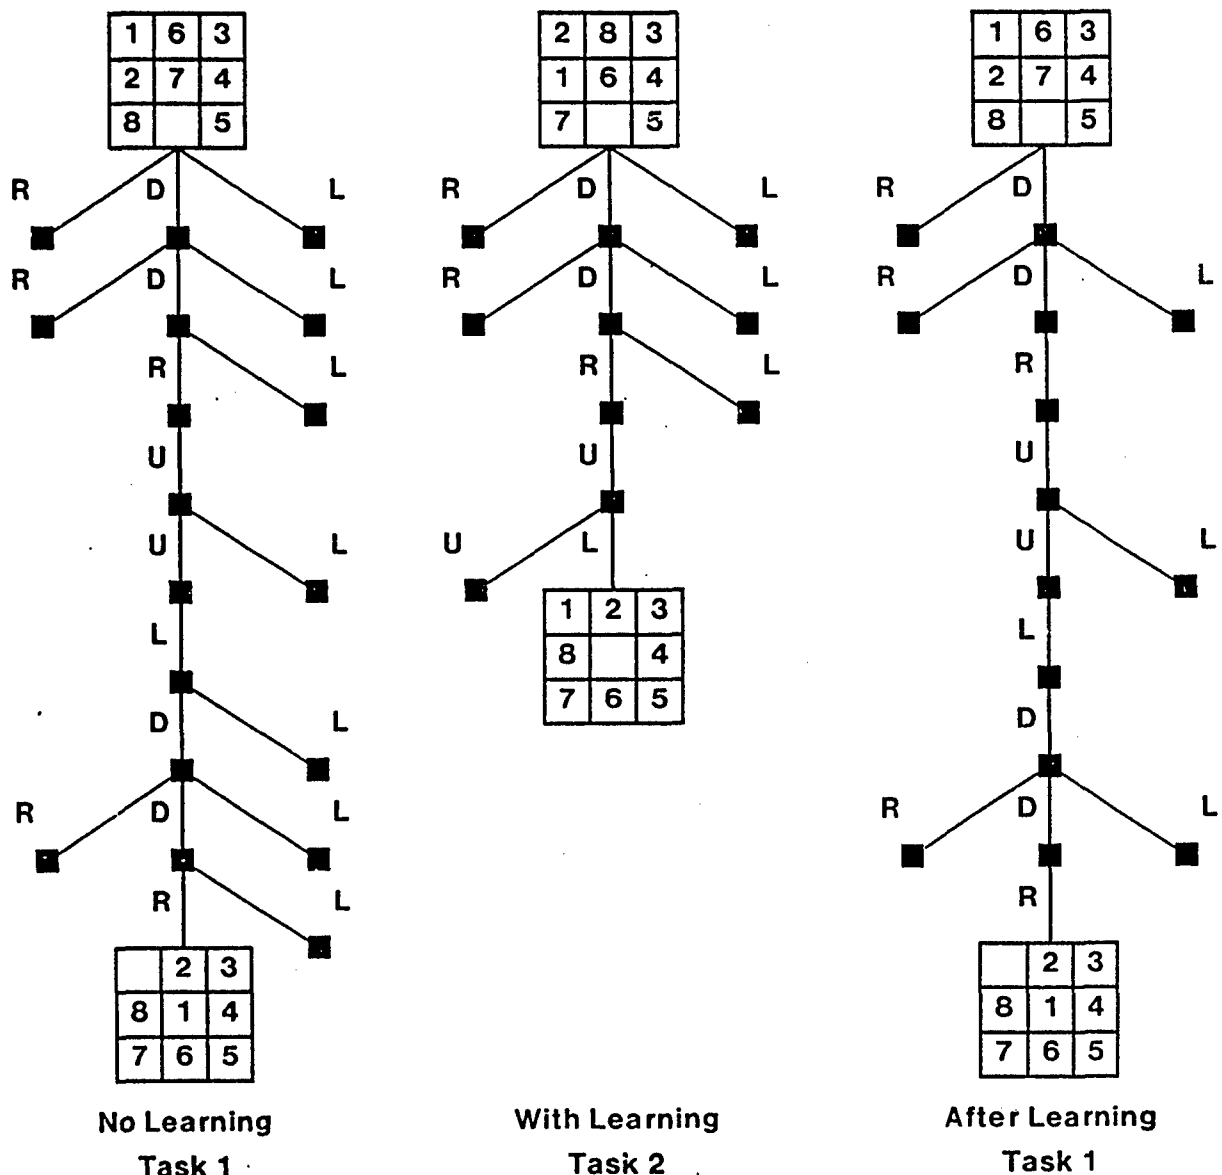 1 6 3
2 7 4
8 5
R D L
R D L
R L
U
U L
L
D L
R D L
R L
2 3
8 1 4
7 6 5
No Learning
Task 1
2 8 3
1 6 4
7 5
R D L
R D L
R L
U
U L
1 2 3
8 4
7 6 5
With Learning
Task 2
1 6 3
2 7 4
8 5
R D
R D L
R
U
U L
L
D
R D L
R
2 3
8 1 4
7 6 5
After Learning
Task 1